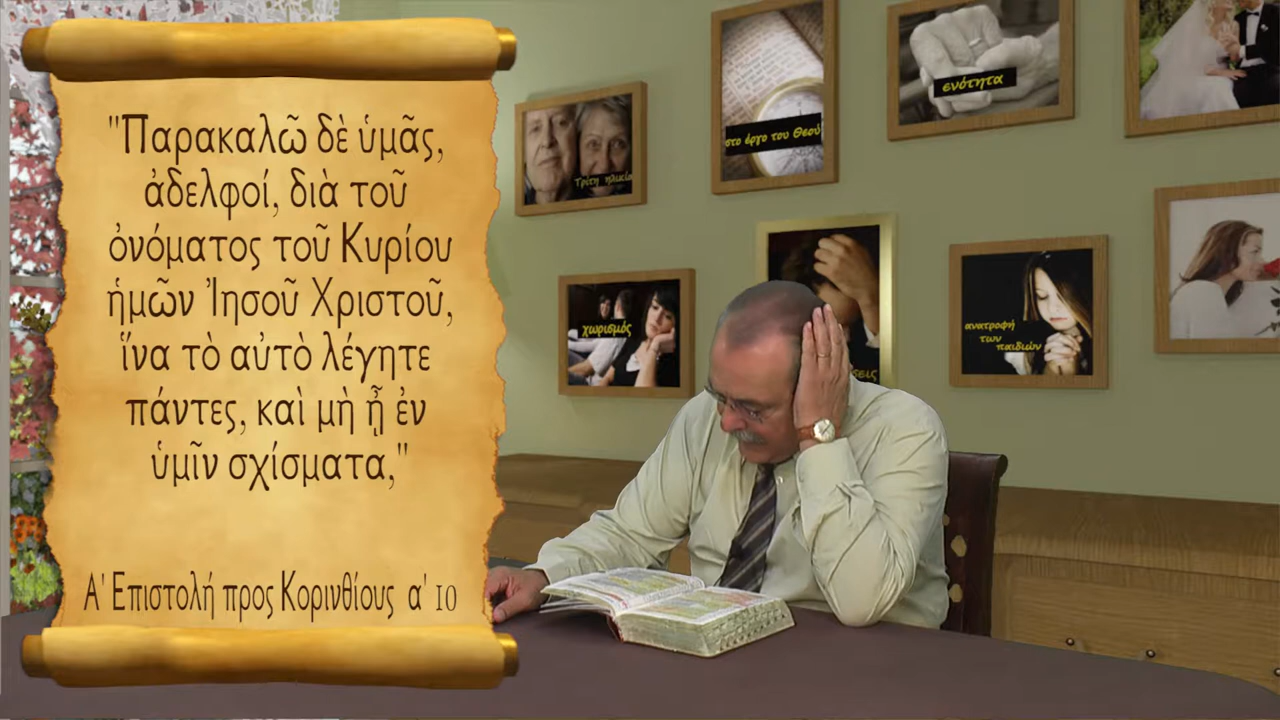 "Παρακαλῶ δὲ ὑμᾶς,
ἀδελφοί, διὰ τοῦ
ὀνόματος τοῦ Κυρίου
ἡμῶν Ἰησοῦ Χριστοῦ,
ἵνα τὸ αὐτὸ λέγητε
πάντες, καὶ μὴ ᾖ ἐν
ὑμῖν σχίσματα,"
Α' Επιστολή προς Κορινθίους α' 10
Τρίτη ηλικία
στο έργο του Θεού
ενότητα
χωρισμός
ανατροφή
των
παιδιών